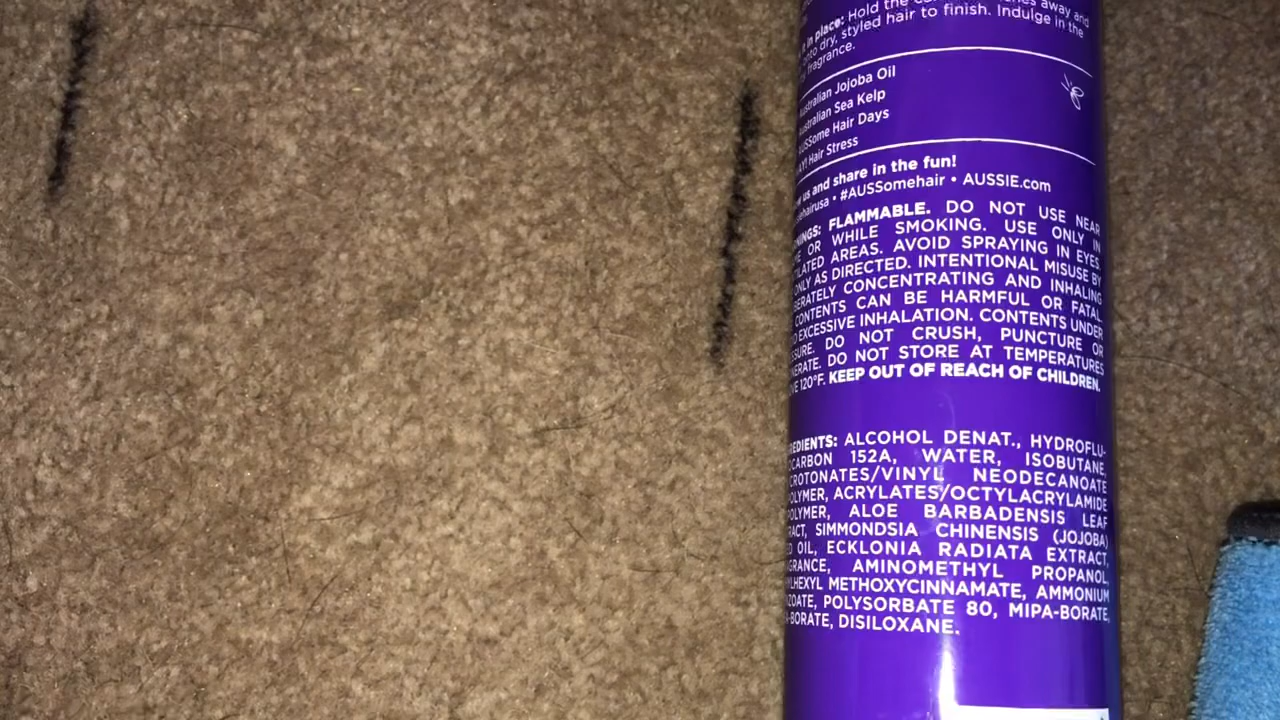 Hold the away and
in place: onto dry, styled hair to finish. Indulge in the
fragrance.
Australian Jojoba Oil
Australian Sea Kelp
AUSSome Hair Days
Hair Stress
us and share in the fun!
#AUSSomehair • AUSSIE.com
FLAMMABLE. DO NOT USE NEAR
OR WHILE SMOKING. USE ONLY IN
AREAS. AVOID SPRAYING IN EYES.
ONLY AS DIRECTED. INTENTIONAL MISUSE BY
CONCENTRATING AND INHALING
CONTENTS CAN BE HARMFUL OR FATAL.
EXCESSIVE INHALATION. CONTENTS UNDER
DO NOT CRUSH, PUNCTURE OR
DO NOT STORE AT TEMPERATURES
120°F. KEEP OUT OF REACH OF CHILDREN.
ALCOHOL DENAT., HYDROFLU-
152A, WATER, ISOBUTANE,
CROTONATES/VINYL NEODECANOATE
ACRYLATES/OCTYLACRYLAMIDE
ALOE BARBADENSIS LEAF
SIMMONDSIA CHINENSIS (JOJOBA)
OIL, ECKLONIA RADIATA EXTRACT,
AMINOMETHYL PROPANOL,
METHOXYCINNAMATE, AMMONIUM
POLYSORBATE 80, MIPA-BORATE,
BORATE, DISILOXANE.